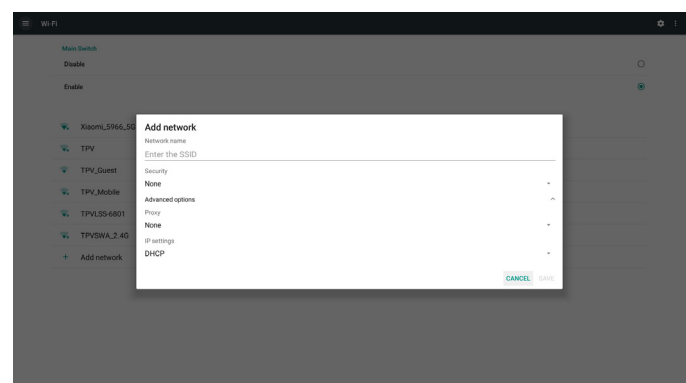 Wi-Fi
Main Switch
Disable
Enable
Xiaomi_5966_5G
TPV
TPV_Guest
TPV_Mobile
TPVLSS-6801
TPVSWA_2.4G
Add network
Add network
Network name
Enter the SSID
Security
None
Advanced options
Proxy
None
IP settings
DHCP
CANCEL SAVE